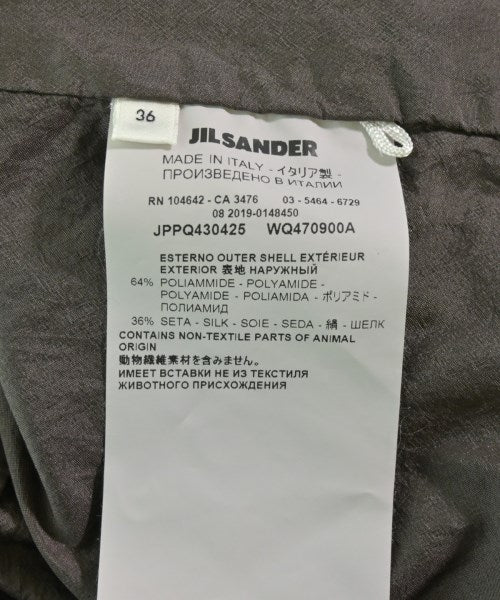 36
JILSANDER
MADE IN ITALY - イタリア製 -
ПРОИЗВЕДЕНО В ИТАЛИИ
RN 104642 - CA 3476 03 - 5464 - 6729
08 2019-0148450
JPPQ430425 WQ470900A
ESTERNO OUTER SHELL EXTÉRIEUR
EXTERIOR 表地 НАРУЖНЫЙ
64% POLIAMMIDE - POLYAMIDE -
POLYAMIDE - POLIAMIDA - ポリアミド -
ПОЛИАМИД
36% SETA - SILK - SOIE - SEDA - 絹 - ШЕЛК
CONTAINS NON-TEXTILE PARTS OF ANIMAL
ORIGIN
動物繊維素材を含みません。
ИМЕЕТ ВСТАВКИ НЕ ИЗ ТЕКСТИЛЯ
ЖИВОТНОГО ПРИСХОЖДЕНИЯ